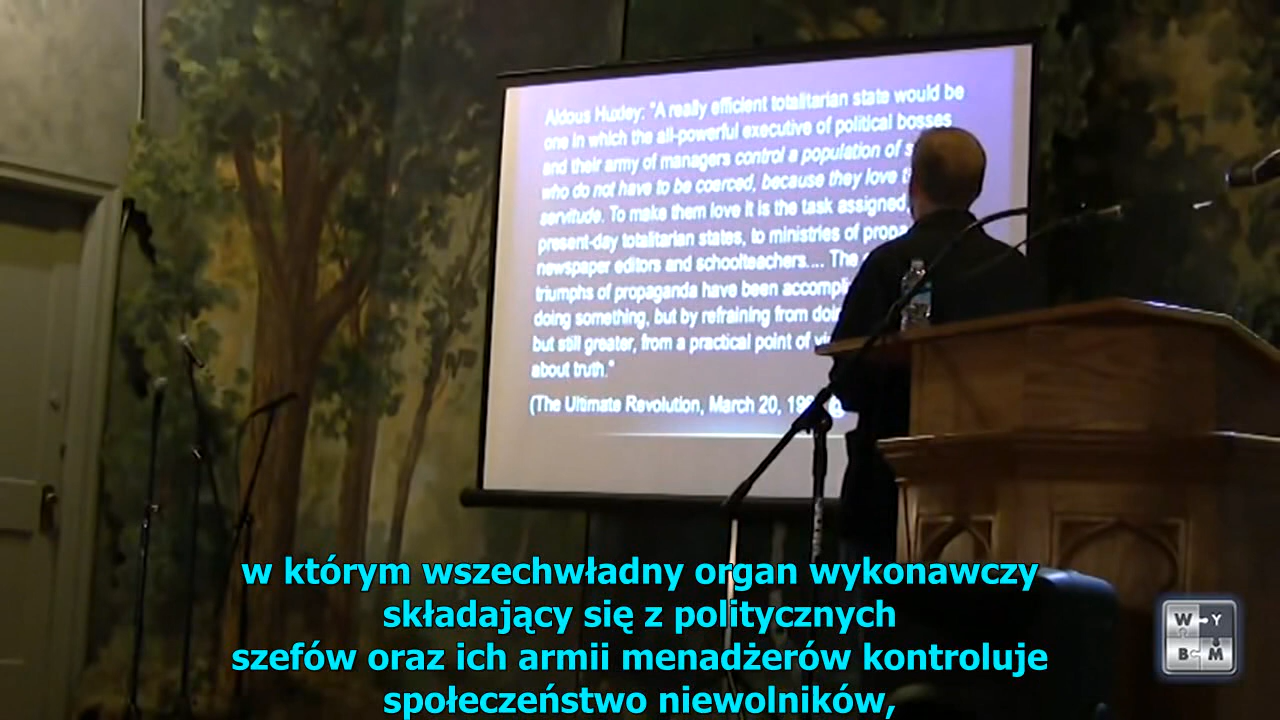 Aldous Huxley: "A really efficient totalitarian state would be
one in which the all-powerful executive of political bosses
and their army of managers control a population of
who do not have to be coerced, because they love
servitude. To make them love it is the task assigned,
present-day totalitarian states, to ministries of
newspaper editors and schoolteachers.... The
triumphs of propaganda have been
doing something, but by refraining from
but still greater, from a practical point of
about truth."
(The Ultimate Revolution, March 20,
w którym wszechwładny organ wykonawczy
składający się z politycznych
szefów oraz ich armii menadżerów kontroluje
społeczeństwo niewolników,
W Y
B M